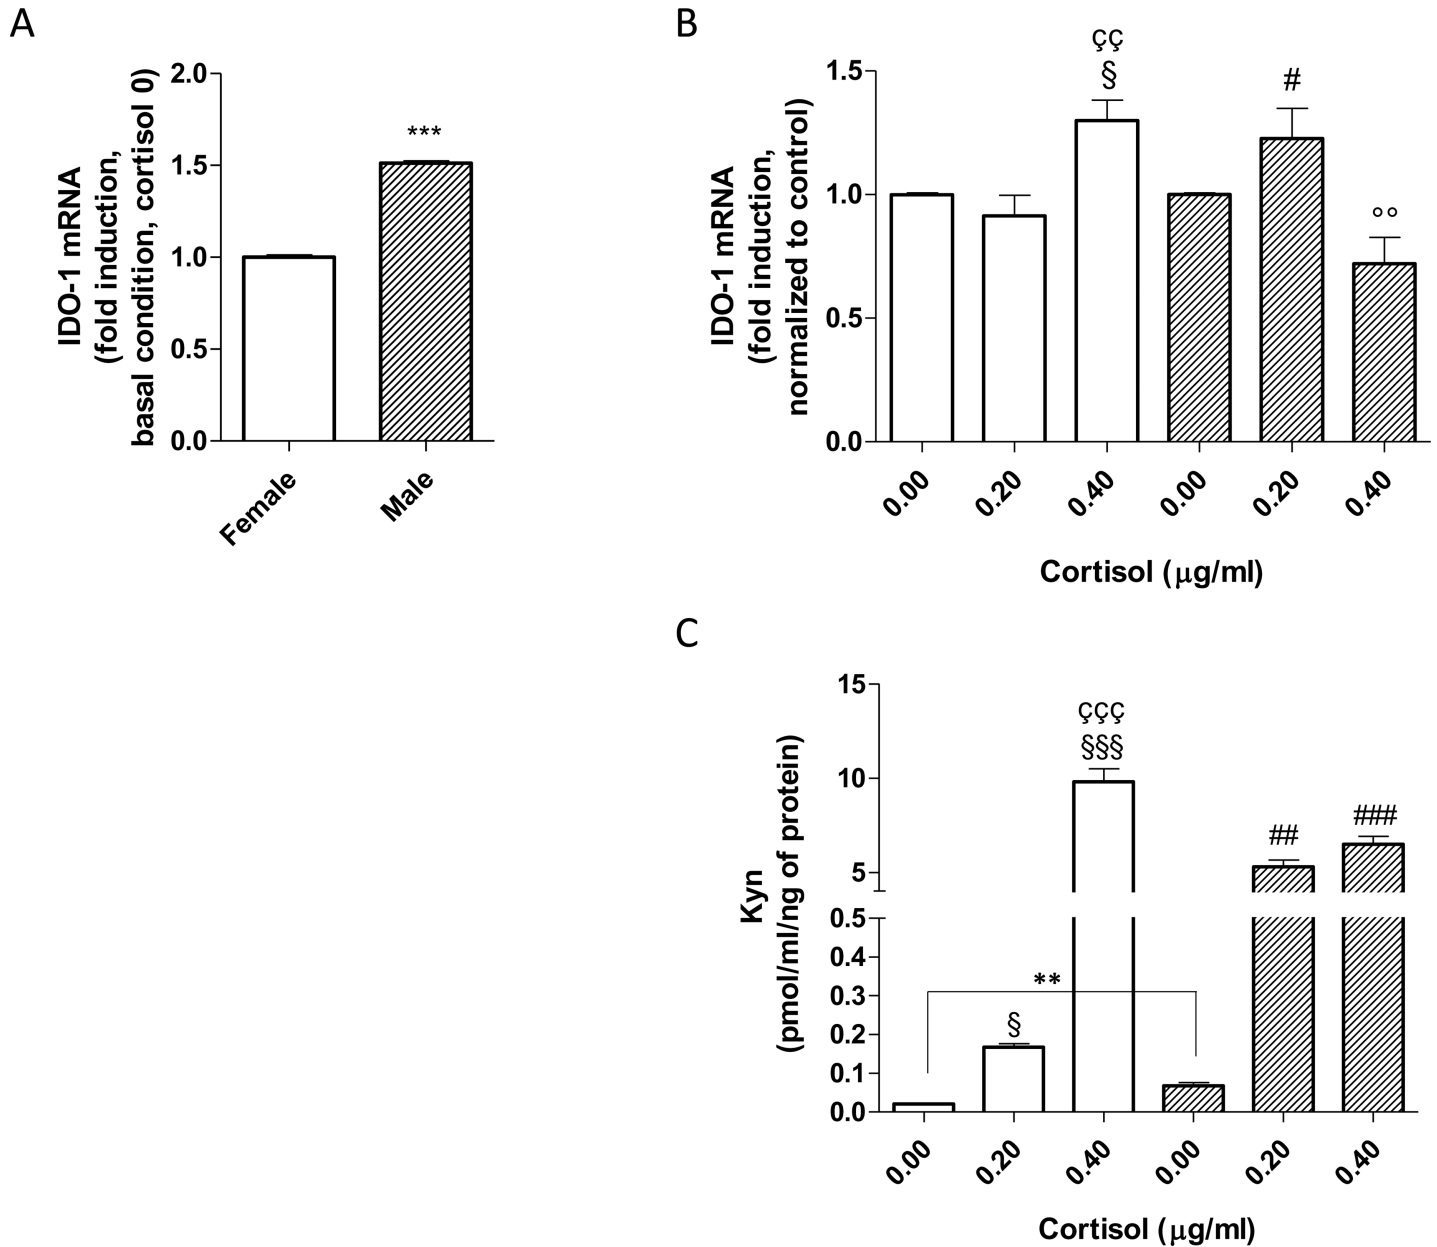 A
IDO-1 mRNA
(fold induction,
basal condition, cortisol 0)
2.0
1.5
1.0
0.5
0.0
***
Female
Male
B
IDO-1 mRNA
(fold induction,
normalized to control)
1.5
1.0
0.5
0.0
çç
§
#
°°
0.00
0.20
0.40
0.00
0.20
0.40
Cortisol (μg/ml)
C
Kyn
(pmol/ml/ng of protein)
15
10
5
0.5
0.4
0.3
0.2
0.1
0.0
ççç
§§§
##
###
**
§
0.00
0.20
0.40
0.00
0.20
0.40
Cortisol (μg/ml)